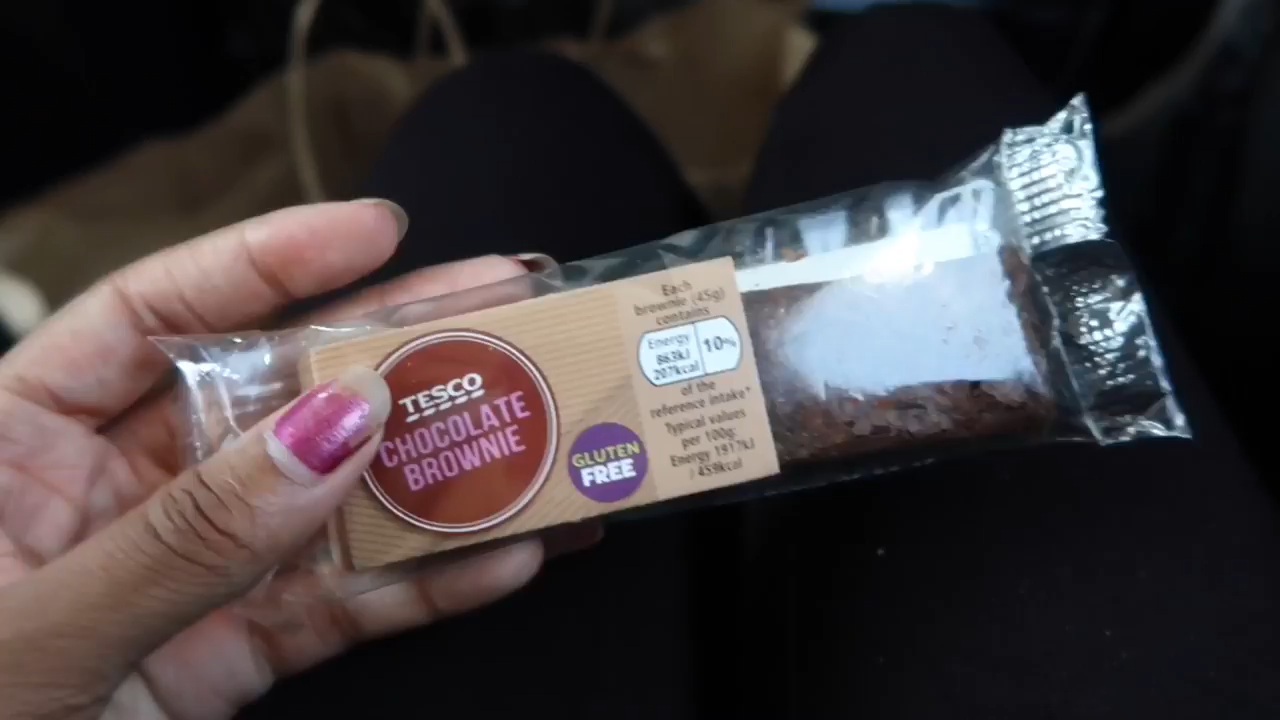 TESCO
CHOCOLATE
BROWNIE
GLUTEN
FREE
Each
brownie (45g)
contains
Energy
863kJ
207kcal
10%
of the
reference intake*
Typical values
per 100g:
Energy 1917kJ
/ 459kcal